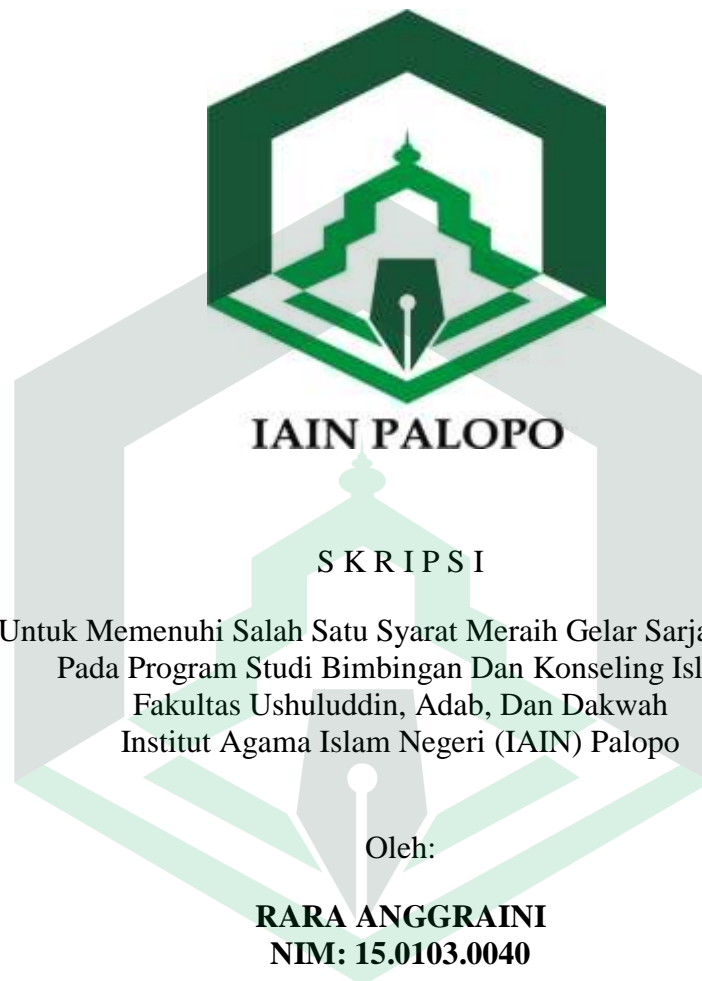 IAIN PALOPO
S K R I P S I
Untuk Memenuhi Salah Satu Syarat Meraih Gelar
Pada Program Studi Bimbingan Dan Konseling
Fakultas Ushuluddin, Adab, Dan Dakwah
Institut Agama Islam Negeri (IAIN) Palopo
Oleh:
RARA ANGGRAINI
NIM: 15.0103.0040